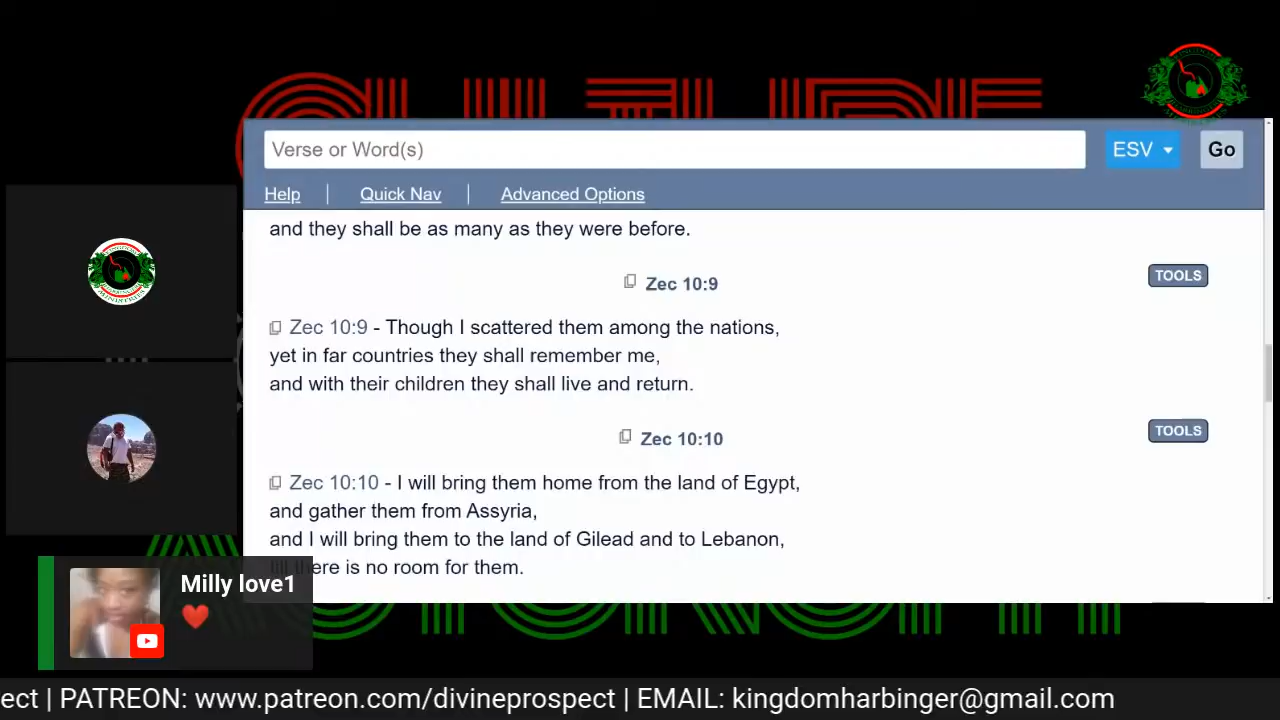 Verse or Word(s)
ESV
Go
Help
Quick Nav
Advanced Options
and they shall be as many as they were before.
Zec 10:9
TOOLS
Zec 10:9 - Though I scattered them among the nations,
yet in far countries they shall remember me,
and with their children they shall live and return.
Zec 10:10
TOOLS
Zec 10:10 - I will bring them home from the land of Egypt,
and gather them from Assyria,
and I will bring them to the land of Gilead and to Lebanon,
till there is no room for them.
Milly love1
ect | PATREON: www.patreon.com/divineprospect | EMAIL: kingdomharbinger@gmail.com